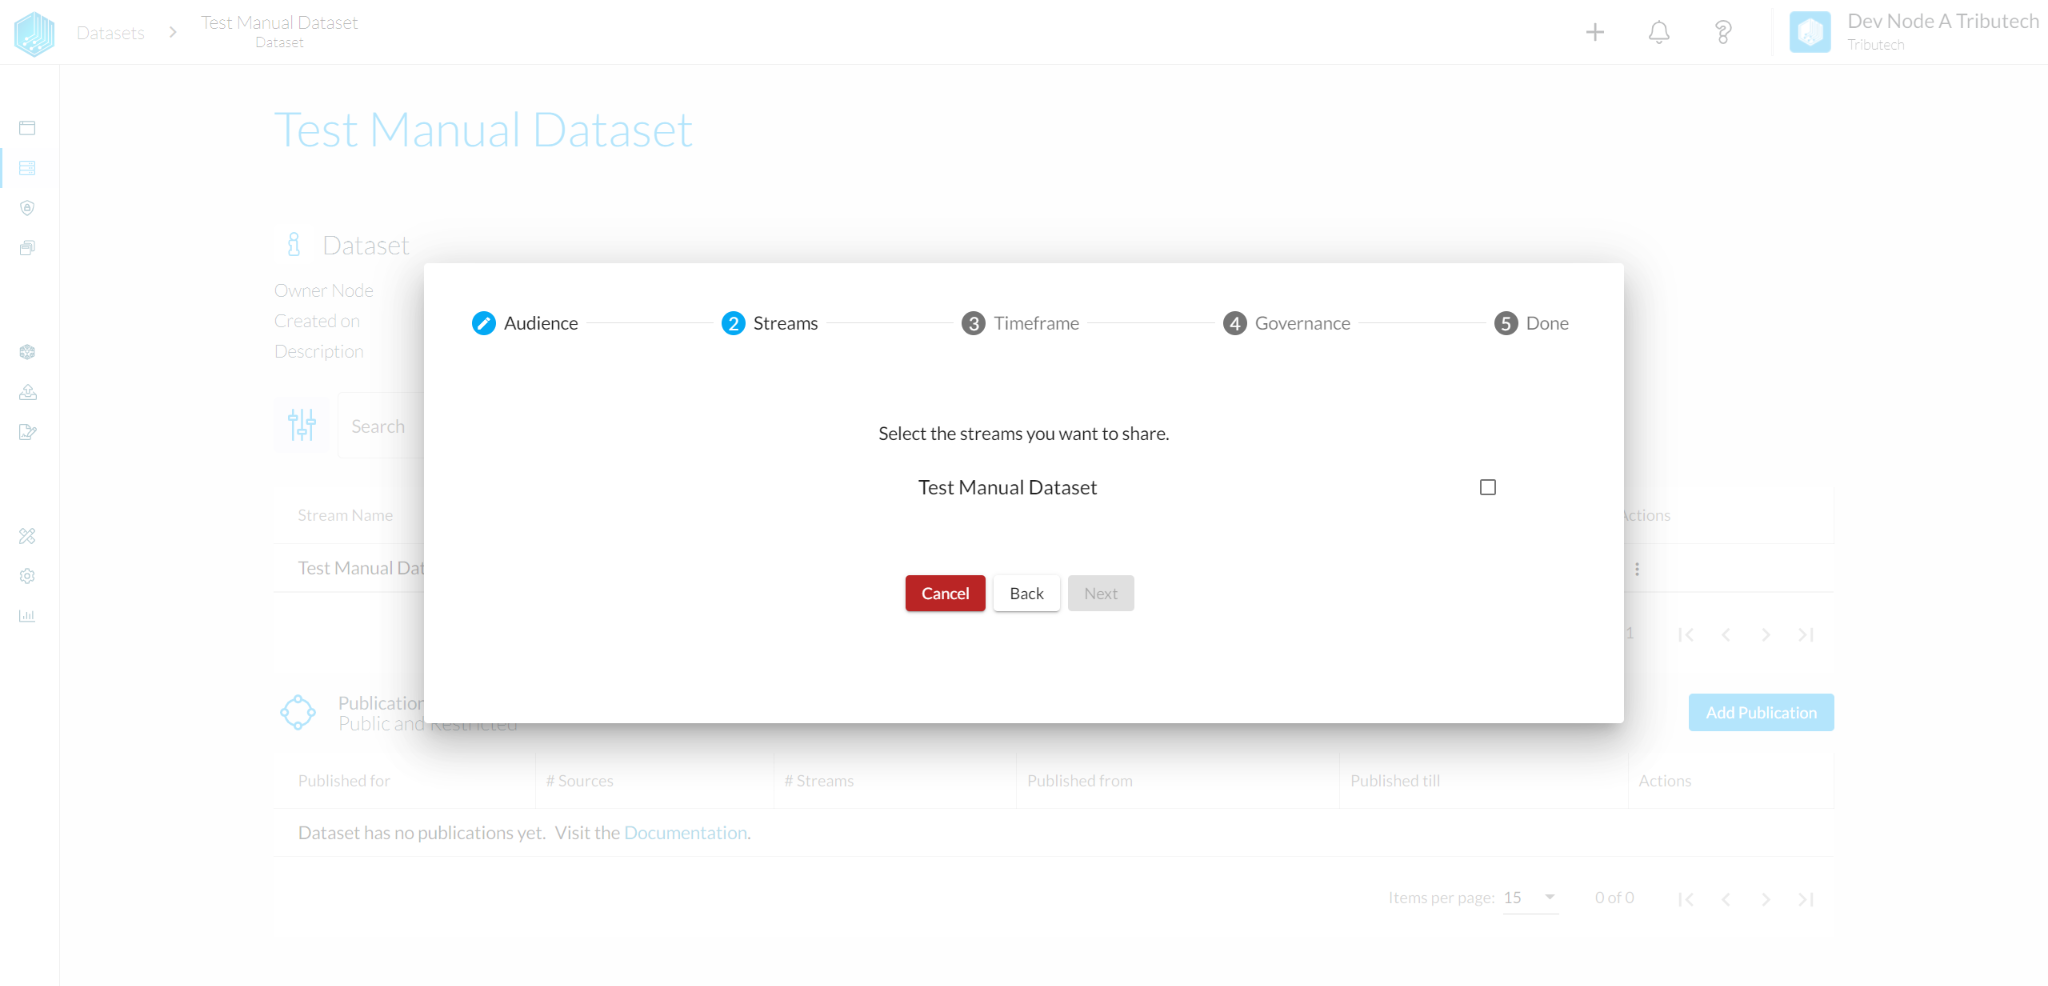 Datasets
Test Manual Dataset
Dataset
Dev Node A Tributech
Tributech
Test Manual Dataset
Dataset
Owner Node
Created on
Description
Audience
2 Streams
3 Timeframe
4 Governance
5 Done
Search
Select the streams you want to share.
Test Manual Dataset
Stream Name
Actions
Test Manual Dat
Cancel
Back
Next
1
Publication
Public and Restricted
Add Publication
Published for
# Sources
# Streams
Published from
Published till
Actions
Dataset has no publications yet. Visit the Documentation.
Items per page: 15
0 of 0